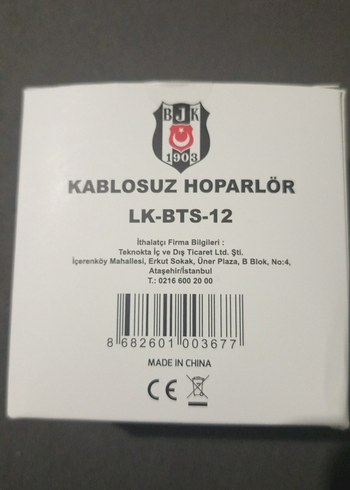 BJK
1903
KABLOSUZ HOPARLÖR
LK-BTS-12
İthalatçı Firma Bilgileri :
Teknokta İç ve Dış Ticaret Ltd. Şti.
İçerenköy Mahallesi, Erkut Sokak, Üner Plaza, B Blok, No:4,
Ataşehir/İstanbul
T.: 0216 600 20 00
8 682601 003677
MADE IN CHINA
CE